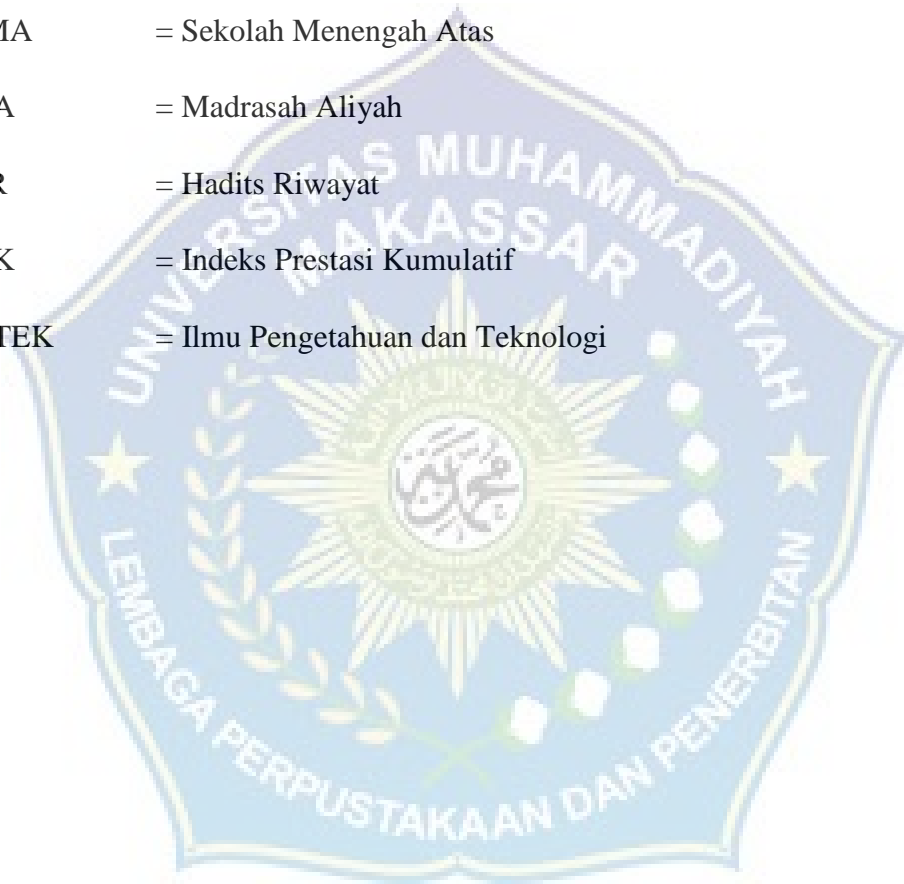 MA = Sekolah Menengah Atas
A = Madrasah Aliyah
R = Hadits Riwayat
K = Indeks Prestasi Kumulatif
TEK = Ilmu Pengetahuan dan Teknologi
UNIVERSITAS MUHAMMADIYAH
MAKASSAR
LEMBAGA PERPUSTAKAAN DAN PENERBITAN